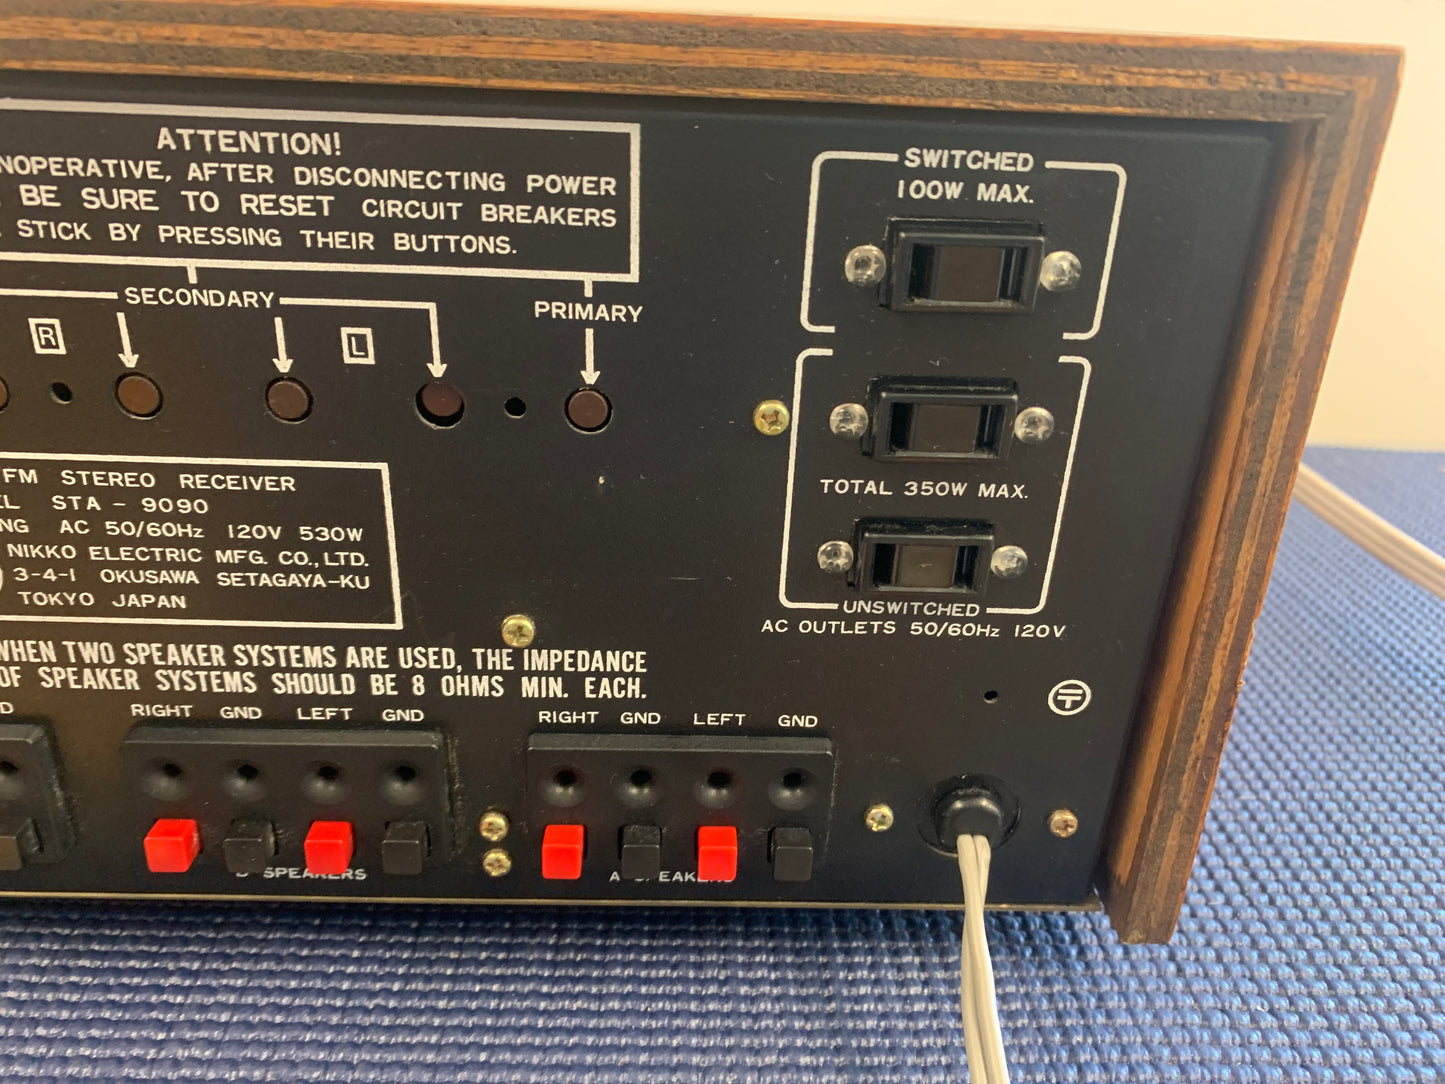 ATTENTION!
NOPERATIVE, AFTER DISCONNECTING POWER
BE SURE TO RESET CIRCUIT BREAKERS
STICK BY PRESSING THEIR BUTTONS.
SECONDARY
PRIMARY
R
L
FM STEREO RECEIVER
EL STA - 9090
NG AC 50/60Hz 120V 530W
NIKKO ELECTRIC MFG. CO., LTD.
3-4-1 OKUSAWA SETAGAYA-KU
TOKYO JAPAN
WHEN TWO SPEAKER SYSTEMS ARE USED, THE IMPEDANCE
OF SPEAKER SYSTEMS SHOULD BE 8 OHMS MIN. EACH.
D
RIGHT GND LEFT GND
B SPEAKERS
RIGHT GND LEFT GND
A SPEAKERS
SWITCHED
100W MAX.
TOTAL 350W MAX.
UNSWITCHED
AC OUTLETS 50/60Hz 120V